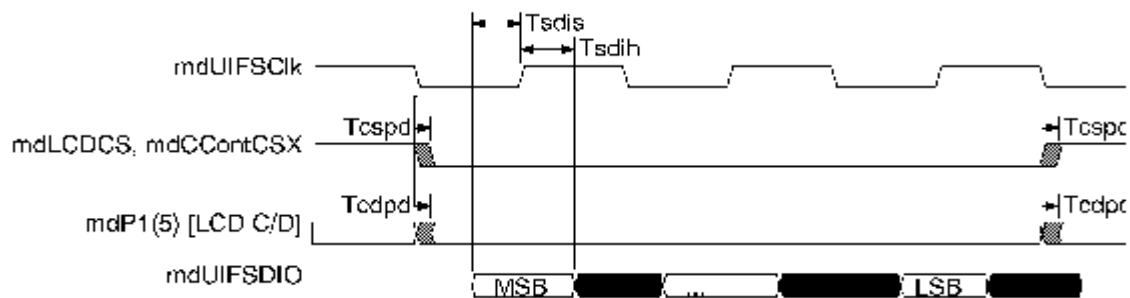 Tsdis
Tsdih
mdUIFSClk
Tcspd
Tcspd
mdLCDCS, mdCContCSX
Tcdpd
Tcdpd
mdP1(5) [LCD C/D]
mdUIFSDIO
MSB
...
LSB